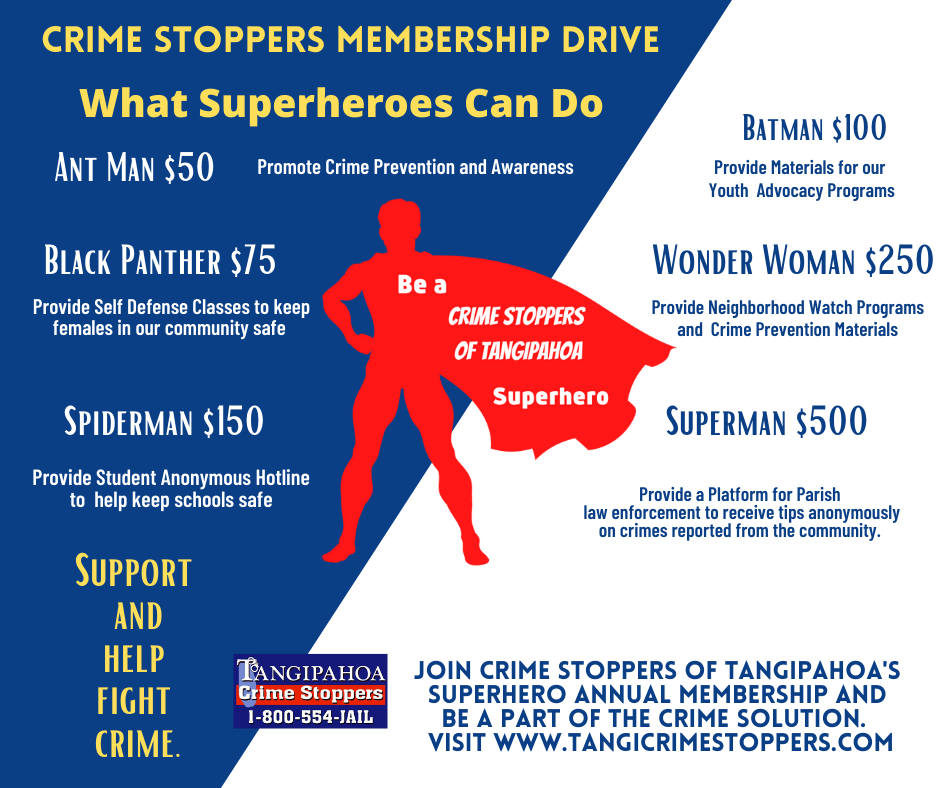 CRIME STOPPERS MEMBERSHIP DRIVE
What Superheroes Can Do
ANT MAN $50
Promote Crime Prevention and Awareness
BATMAN $100
Provide Materials for our
Youth Advocacy Programs
BLACK PANTHER $75
Provide Self Defense Classes to keep
females in our community safe
WONDER WOMAN $250
Provide Neighborhood Watch Programs
and Crime Prevention Materials
Be a
CRIME STOPPERS
OF TANGIPAHOA
Superhero
SPIDERMAN $150
Provide Student Anonymous Hotline
to help keep schools safe
SUPERMAN $500
Provide a Platform for Parish
law enforcement to receive tips anonymously
on crimes reported from the community.
SUPPORT
AND
HELP
FIGHT
CRIME.
TANGIPAHOA
Crime Stoppers
1-800-554-JAIL
JOIN CRIME STOPPERS OF TANGIPAHOA'S
SUPERHERO ANNUAL MEMBERSHIP AND
BE A PART OF THE CRIME SOLUTION.
VISIT WWW.TANGICRIMESTOPPERS.COM